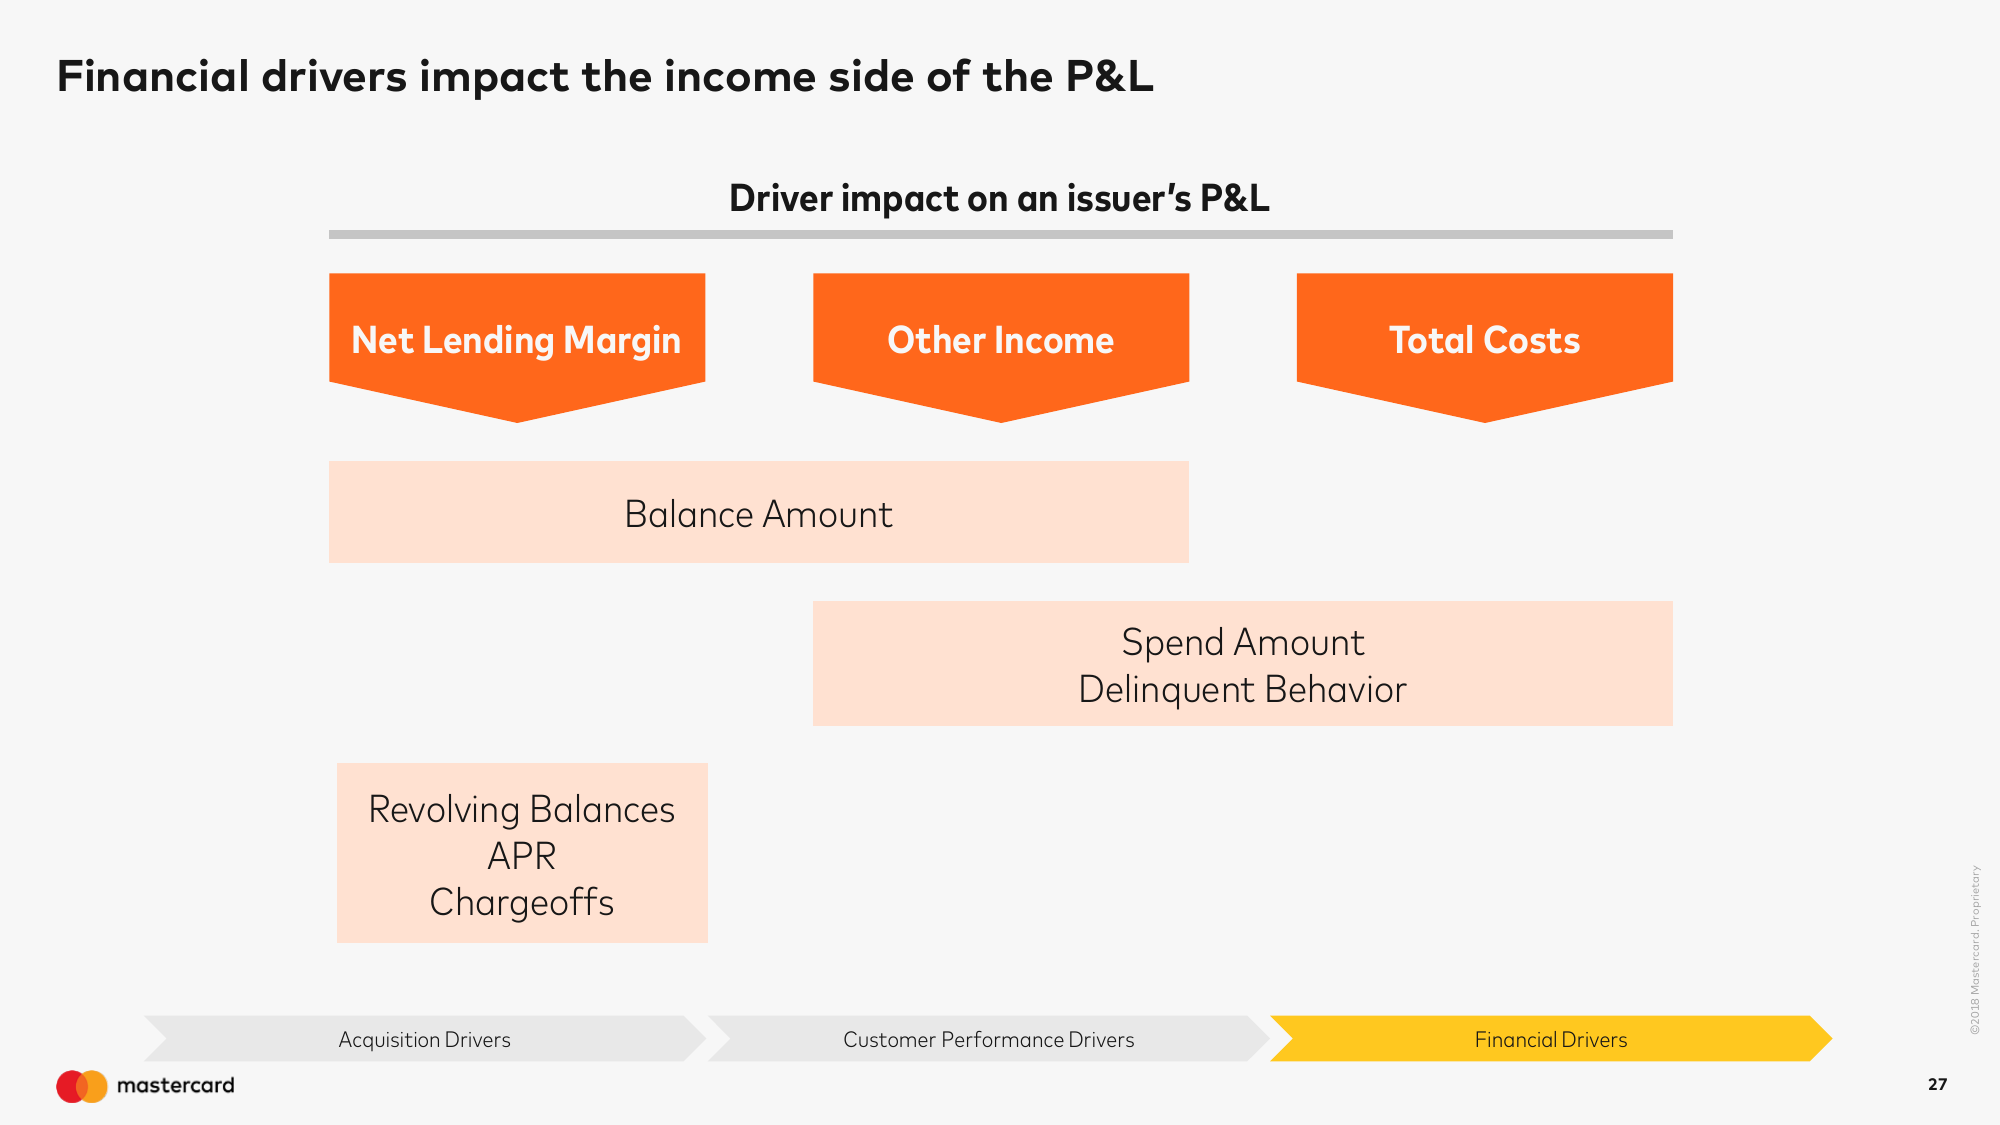 Financial drivers impact the income side of the P&L
Driver impact on an issuer's P&L
Net Lending Margin
Other Income
Total Costs
Balance Amount
Spend Amount
Delinquent Behavior
Revolving Balances
APR
Chargeoffs
Acquisition Drivers
Customer Performance Drivers
Financial Drivers
mastercard
27
©2018 Mastercard. Proprietary